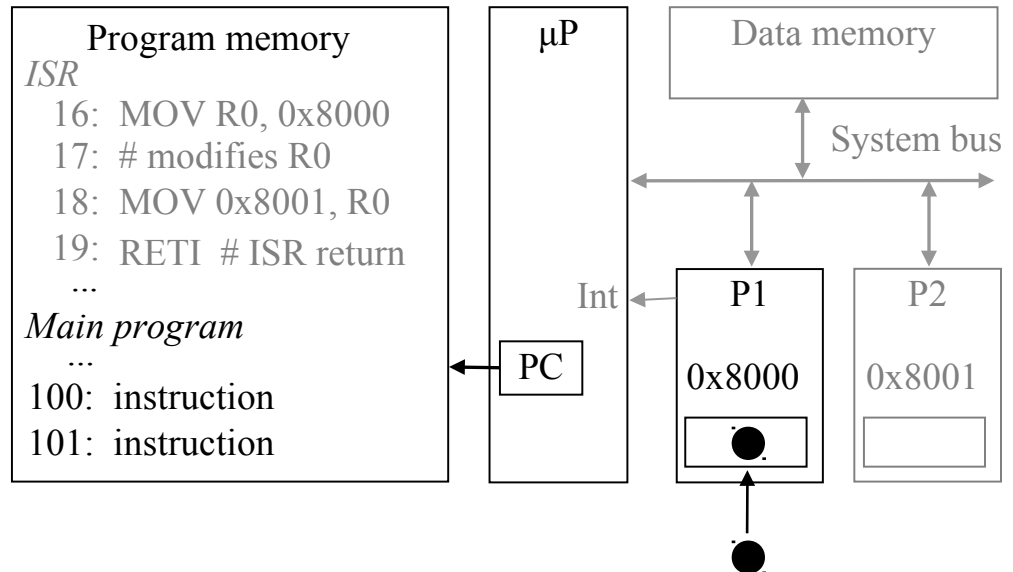 Program memory
ISR
16: MOV R0, 0x8000
17: # modifies R0
18: MOV 0x8001, R0
19: RETI # ISR return
...
Main program
...
100: instruction
101: instruction
μP
Int
PC
Data memory
System bus
P1
0x8000
P2
0x8001